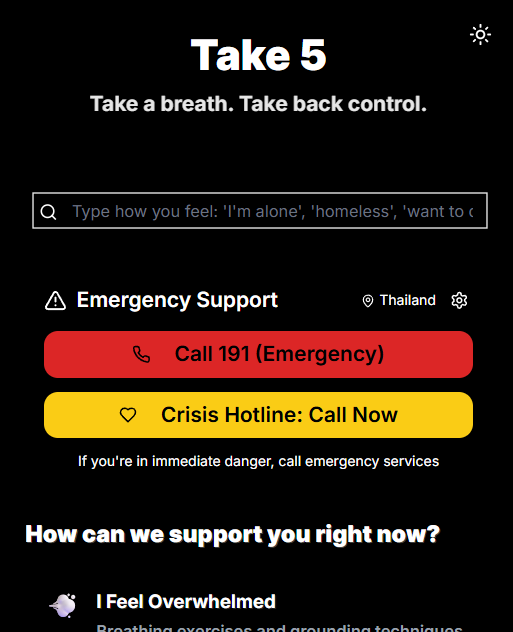 Take 5
Take a breath. Take back control.
Type how you feel: 'I'm alone', 'homeless', 'want to
Emergency Support
Thailand
Call 191 (Emergency)
Crisis Hotline: Call Now
If you're in immediate danger, call emergency services
How can we support you right now?
I Feel Overwhelmed
Breathing exercises and grounding techniques